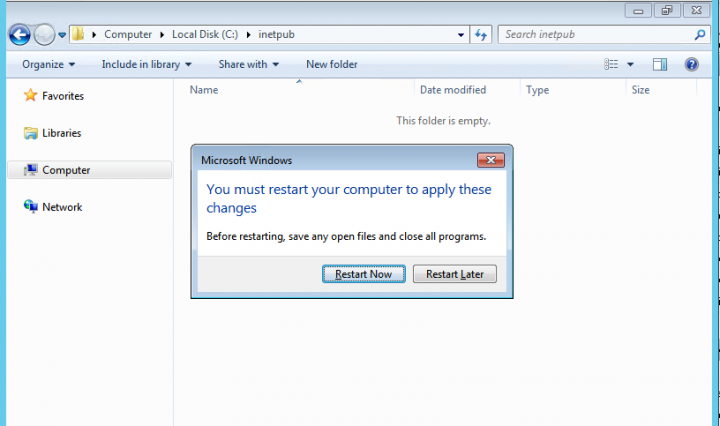 Computer Local Disk (C:) inetpub Search inetpub
Organize Include in library Share with New folder
Name Date modified Type Size
Favorites
This folder is empty.
Libraries
Computer
Network
Microsoft Windows
You must restart your computer to apply these
changes
Before restarting, save any open files and close all programs.
Restart Now Restart Later